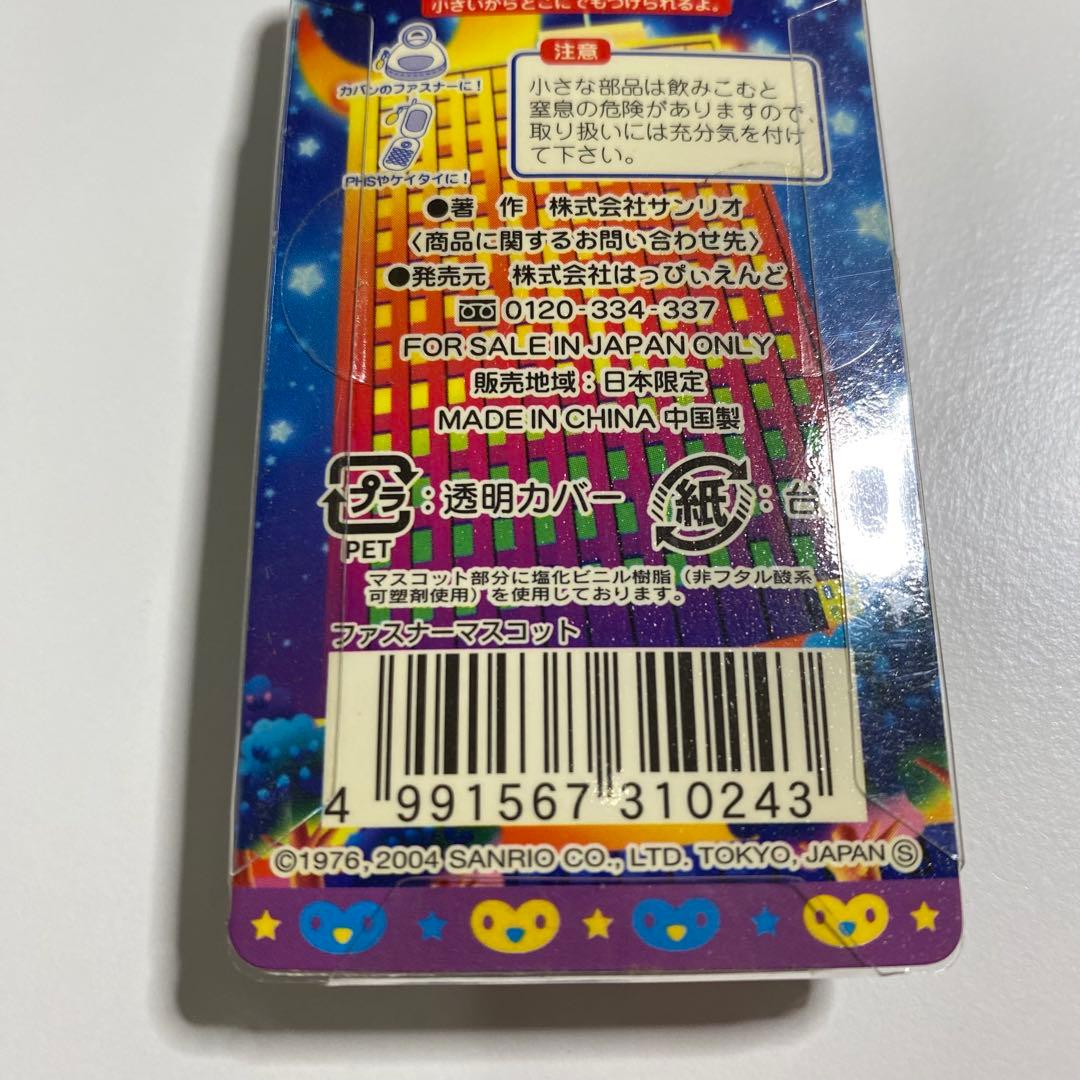 小さいからどこにでもつけられるよ。
カバンのファスナーに！
PHSやケイタイに！
注意
小さな部品は飲みこむと
窒息の危険がありますので
取り扱いには充分気を付け
て下さい。
●著 作 株式会社サンリオ
〈商品に関するお問い合わせ先〉
●発売元 株式会社はっぴぃえんど
0120-334-337
FOR SALE IN JAPAN ONLY
販売地域：日本限定
MADE IN CHINA 中国製
プラ：透明カバー 紙：台
PET
マスコット部分に塩化ビニル樹脂（非フタル酸系
可塑剤使用）を使用しております。
ファスナーマスコット
4 991567 310243
©1976, 2004 SANRIO CO., LTD. TOKYO, JAPAN Ⓢ